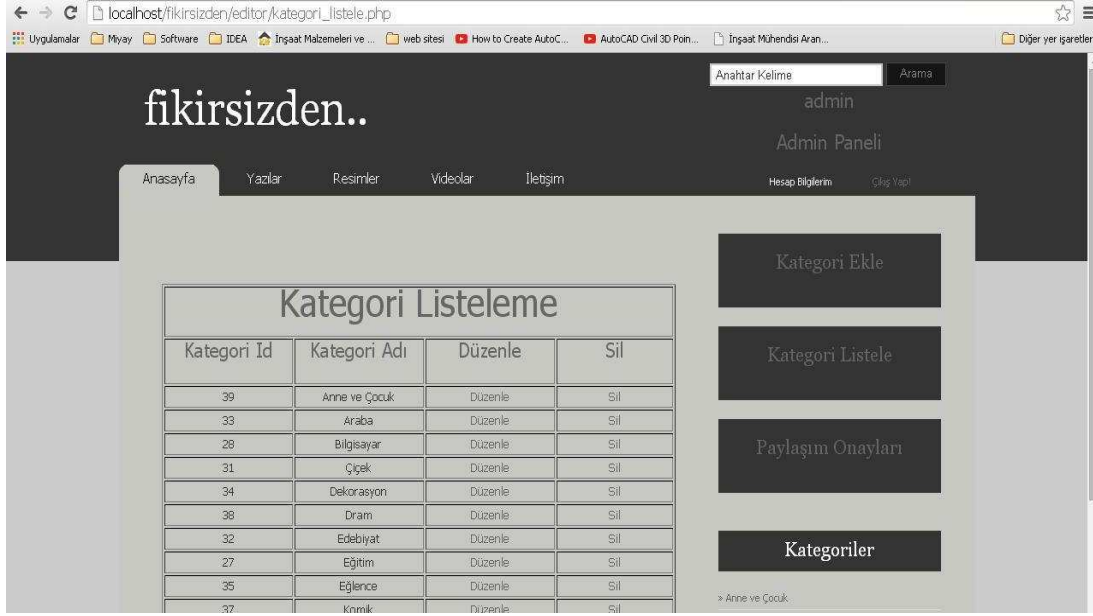 localhost/fikirsizden/editor/kategori_listele.php
Uygulamalar Miyay Software IDEA İnşaat Malzemeleri ve ... web sitesi How to Create AutoC... AutoCAD Civil 3D Poin... İnşaat Mühendisi Aran... Diğer yer işaretler
Anahtar Kelime Arama
fikirsizden..
admin
Admin Paneli
Anasayfa Yazılar Resimler Videolar İletişim
Hesap Bilgilerim Çıkış Yap!
Kategori Listeleme
Kategori Id Kategori Adı Düzenle Sil
39 Anne ve Çocuk Düzenle Sil
33 Araba Düzenle Sil
28 Bilgisayar Düzenle Sil
31 Çiçek Düzenle Sil
34 Dekorasyon Düzenle Sil
38 Dram Düzenle Sil
32 Edebiyat Düzenle Sil
27 Eğitim Düzenle Sil
35 Eğlence Düzenle Sil
37 Komik Düzenle Sil
Kategori Ekle
Kategori Listele
Paylaşım Onayları
Kategoriler
» Anne ve Çocuk